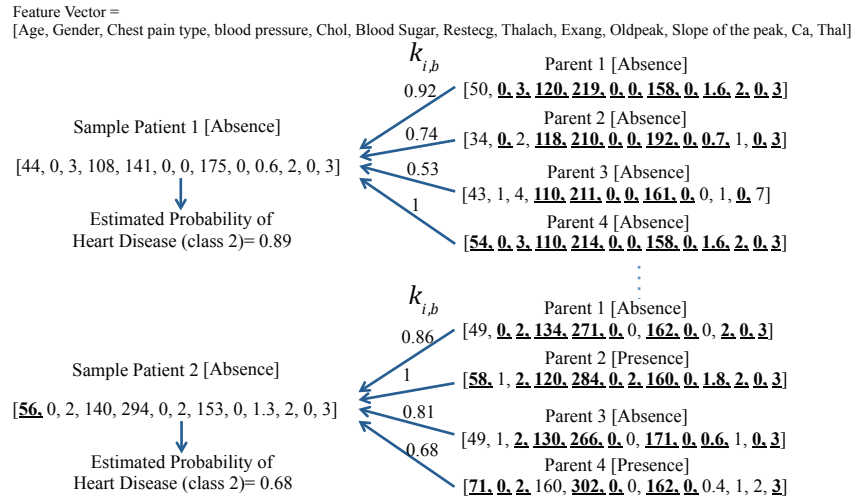 Feature Vector =
[Age, Gender, Chest pain type, blood pressure, Chol, Blood Sugar, Restecg, Thalach, Exang, Oldpeak, Slope of the peak, Ca, Thal]
k i,b
Parent 1 [Absence]
0.92
[50, 0, 3, 120, 219, 0, 0, 158, 0, 1.6, 2, 0, 3]
Parent 2 [Absence]
Sample Patient 1 [Absence]
0.74
[34, 0, 2, 118, 210, 0, 0, 192, 0, 0.7, 1, 0, 3]
[44, 0, 3, 108, 141, 0, 0, 175, 0, 0.6, 2, 0, 3]
0.53
Parent 3 [Absence]
[43, 1, 4, 110, 211, 0, 0, 161, 0, 0, 1, 0, 7]
1
Parent 4 [Absence]
Estimated Probability of
Heart Disease (class 2)= 0.89
[54, 0, 3, 110, 214, 0, 0, 158, 0, 1.6, 2, 0, 3]
k i,b
Parent 1 [Absence]
0.86
[49, 0, 2, 134, 271, 0, 0, 162, 0, 0, 2, 0, 3]
Parent 2 [Presence]
Sample Patient 2 [Absence]
1
[58, 1, 2, 120, 284, 0, 2, 160, 0, 1.8, 2, 0, 3]
[56, 0, 2, 140, 294, 0, 2, 153, 0, 1.3, 2, 0, 3]
0.81
Parent 3 [Absence]
[49, 1, 2, 130, 266, 0, 0, 171, 0, 0.6, 1, 0, 3]
0.68
Parent 4 [Presence]
Estimated Probability of
Heart Disease (class 2)= 0.68
[71, 0, 2, 160, 302, 0, 0, 162, 0, 0.4, 1, 2, 3]